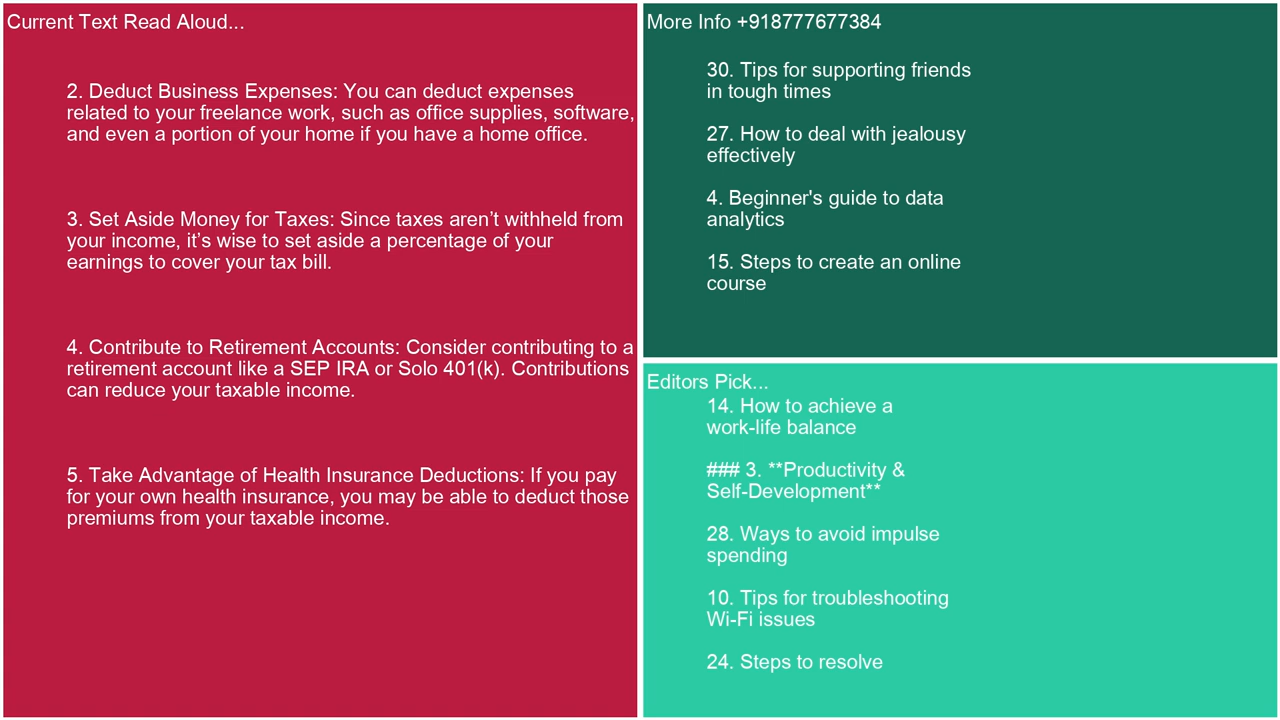 Current Text Read Aloud...
2. Deduct Business Expenses: You can deduct expenses
related to your freelance work, such as office supplies, software,
and even a portion of your home if you have a home office.
3. Set Aside Money for Taxes: Since taxes aren’t withheld from
your income, it’s wise to set aside a percentage of your
earnings to cover your tax bill.
4. Contribute to Retirement Accounts: Consider contributing to a
retirement account like a SEP IRA or Solo 401(k). Contributions
can reduce your taxable income.
5. Take Advantage of Health Insurance Deductions: If you pay
for your own health insurance, you may be able to deduct those
premiums from your taxable income.
More Info +918777677384
30. Tips for supporting friends
in tough times
27. How to deal with jealousy
effectively
4. Beginner's guide to data
analytics
15. Steps to create an online
course
Editors Pick...
14. How to achieve a
work-life balance
### 3. **Productivity &
Self-Development**
28. Ways to avoid impulse
spending
10. Tips for troubleshooting
Wi-Fi issues
24. Steps to resolve